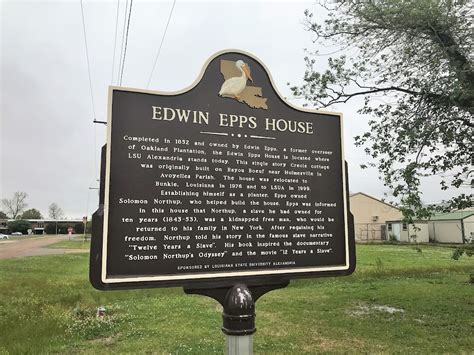 EDWIN EPPS HOUSE
Completed in 1852 and owned by Edwin Epps, a former overseer
of Oakland Plantation, the Edwin Epps House is located where
LSU Alexandria stands today. This single story Creole cottage
was originally built on Bayou Boeuf near Holmesville in
Avoyelles Parish. The house was relocated to
Bunkie, Louisiana in 1976 and to LSUA in 1999.
Establishing himself as a planter, Epps owned
Solomon Northup, who helped build the house. Epps was informed
in this house that Northup, a slave he had owned for
ten years (1843-53), was a kidnapped free man, who would be
returned to his family in New York. After regaining his
freedom, Northup told his story in the famous slave narrative
"Twelve Years a Slave". His book inspired the documentary
"Solomon Northup's Odyssey" and the movie "12 Years a Slave".
SPONSORED BY LOUISIANA STATE UNIVERSITY ALEXANDRIA